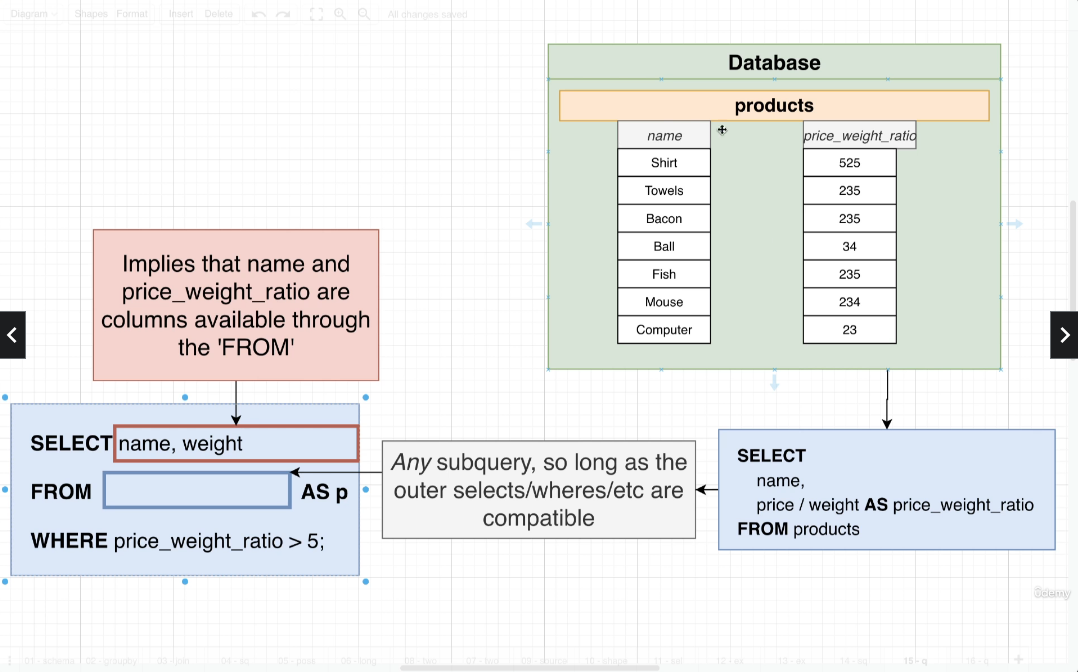 Diagram Shapes Format Insert Delete All changes saved
Database
products
name price_weight_ratio
Shirt 525
Towels 235
Bacon 235
Ball 34
Fish 235
Mouse 234
Computer 23
Implies that name and
price_weight_ratio are
columns available through
the 'FROM'
SELECT name, weight
FROM AS p
WHERE price_weight_ratio > 5;
Any subquery, so long as the
outer selects/wheres/etc are
compatible
SELECT
name,
price / weight AS price_weight_ratio
FROM products
ûdemy